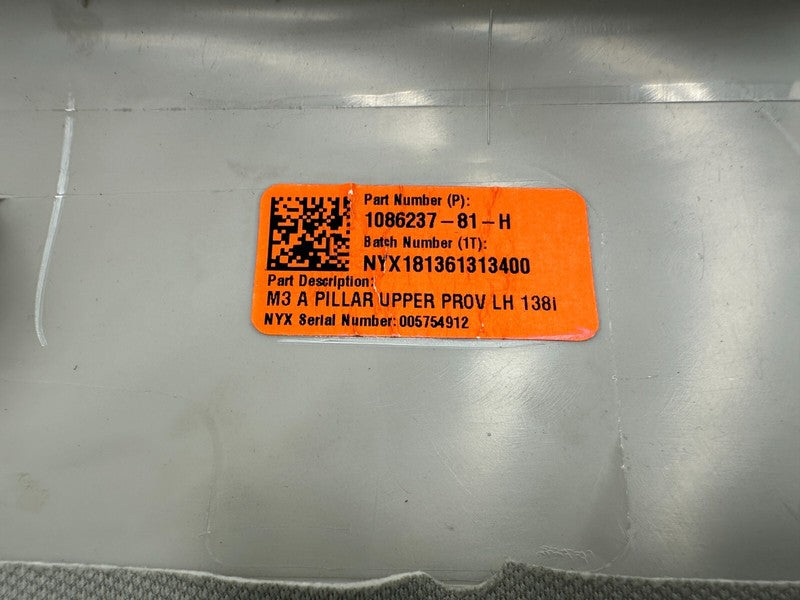 Part Number (P):
1086237-81-H
Batch Number (1T):
NYX181361313400
Part Description:
M3 A PILLAR UPPER PROV LH 138i
NYX Serial Number: 005754912